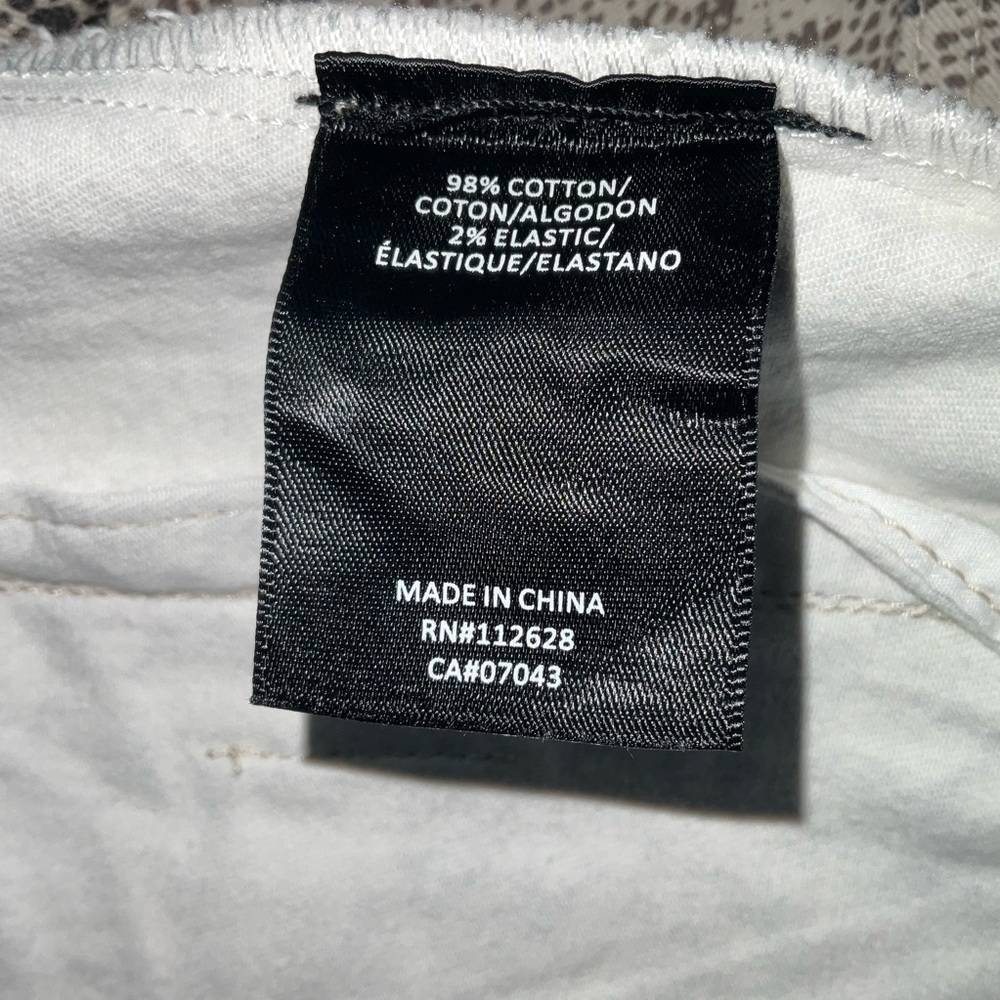 98% COTTON/
COTON/ALGODON
2% ELASTIC/
ÉLASTIQUE/ELASTANO
MADE IN CHINA
RN#112628
CA#07043